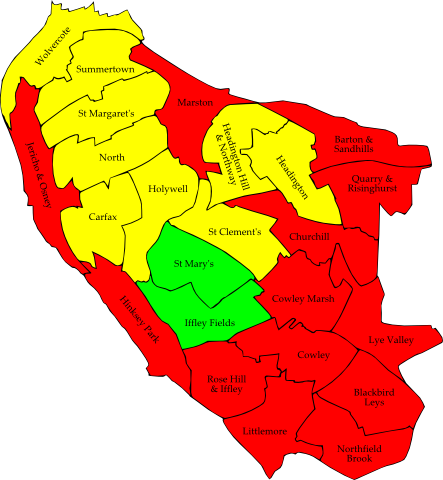 Wolvercote
Summertown
Marston
St Margaret's
Barton &
Sandhills
Jericho & Osney
North
Headington Hill
& Northway
Headington
Quarry &
Risinghurst
Holywell
Carfax
St Clement's
Churchill
St Mary's
Cowley Marsh
Hinksey Park
Iffley Fields
Lye Valley
Cowley
Rose Hill
& Iffley
Blackbird
Leys
Littlemore
Northfield
Brook